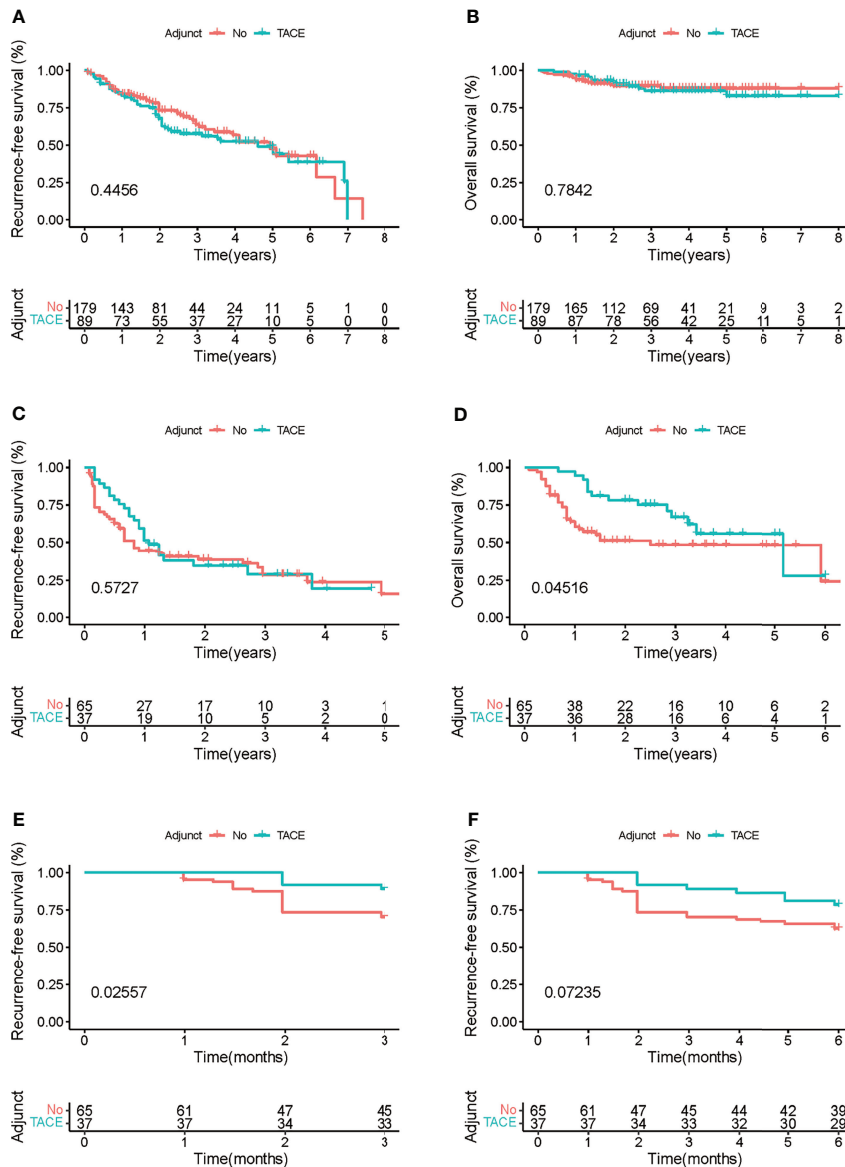 A
Adjunct No TACE
Recurrence-free survival (%)
1.00
0.75
0.50
0.25
0.00
0.4456
0 1 2 3 4 5 6 7 8
Time(years)
Adjunct
No 179 143 81 44 24 11 5 1 0
TACE 89 73 55 37 27 10 5 0 0
0 1 2 3 4 5 6 7 8
Time(years)
B
Adjunct No TACE
Overall survival (%)
1.00
0.75
0.50
0.25
0.00
0.7842
0 1 2 3 4 5 6 7 8
Time(years)
Adjunct
No 179 165 112 69 41 21 9 3 2
TACE 89 87 78 56 42 25 11 5 1
0 1 2 3 4 5 6 7 8
Time(years)
C
Adjunct No TACE
Recurrence-free survival (%)
1.00
0.75
0.50
0.25
0.00
0.5727
0 1 2 3 4 5
Time(years)
Adjunct
No 65 27 17 10 3 1
TACE 37 19 10 5 2 0
0 1 2 3 4 5
Time(years)
D
Adjunct No TACE
Overall survival (%)
1.00
0.75
0.50
0.25
0.00
0.04516
0 1 2 3 4 5 6
Time(years)
Adjunct
No 65 38 22 16 10 6 2
TACE 37 36 28 16 6 4 1
0 1 2 3 4 5 6
Time(years)
E
Adjunct No TACE
Recurrence-free survival (%)
1.00
0.75
0.50
0.25
0.00
0.02557
0 1 2 3
Time(months)
Adjunct
No 65 61 47 45
TACE 37 37 34 33
0 1 2 3
Time(months)
F
Adjunct No TACE
Recurrence-free survival (%)
1.00
0.75
0.50
0.25
0.00
0.07235
0 1 2 3 4 5 6
Time(months)
Adjunct
No 65 61 47 45 44 42 39
TACE 37 37 34 33 32 30 29
0 1 2 3 4 5 6
Time(months)